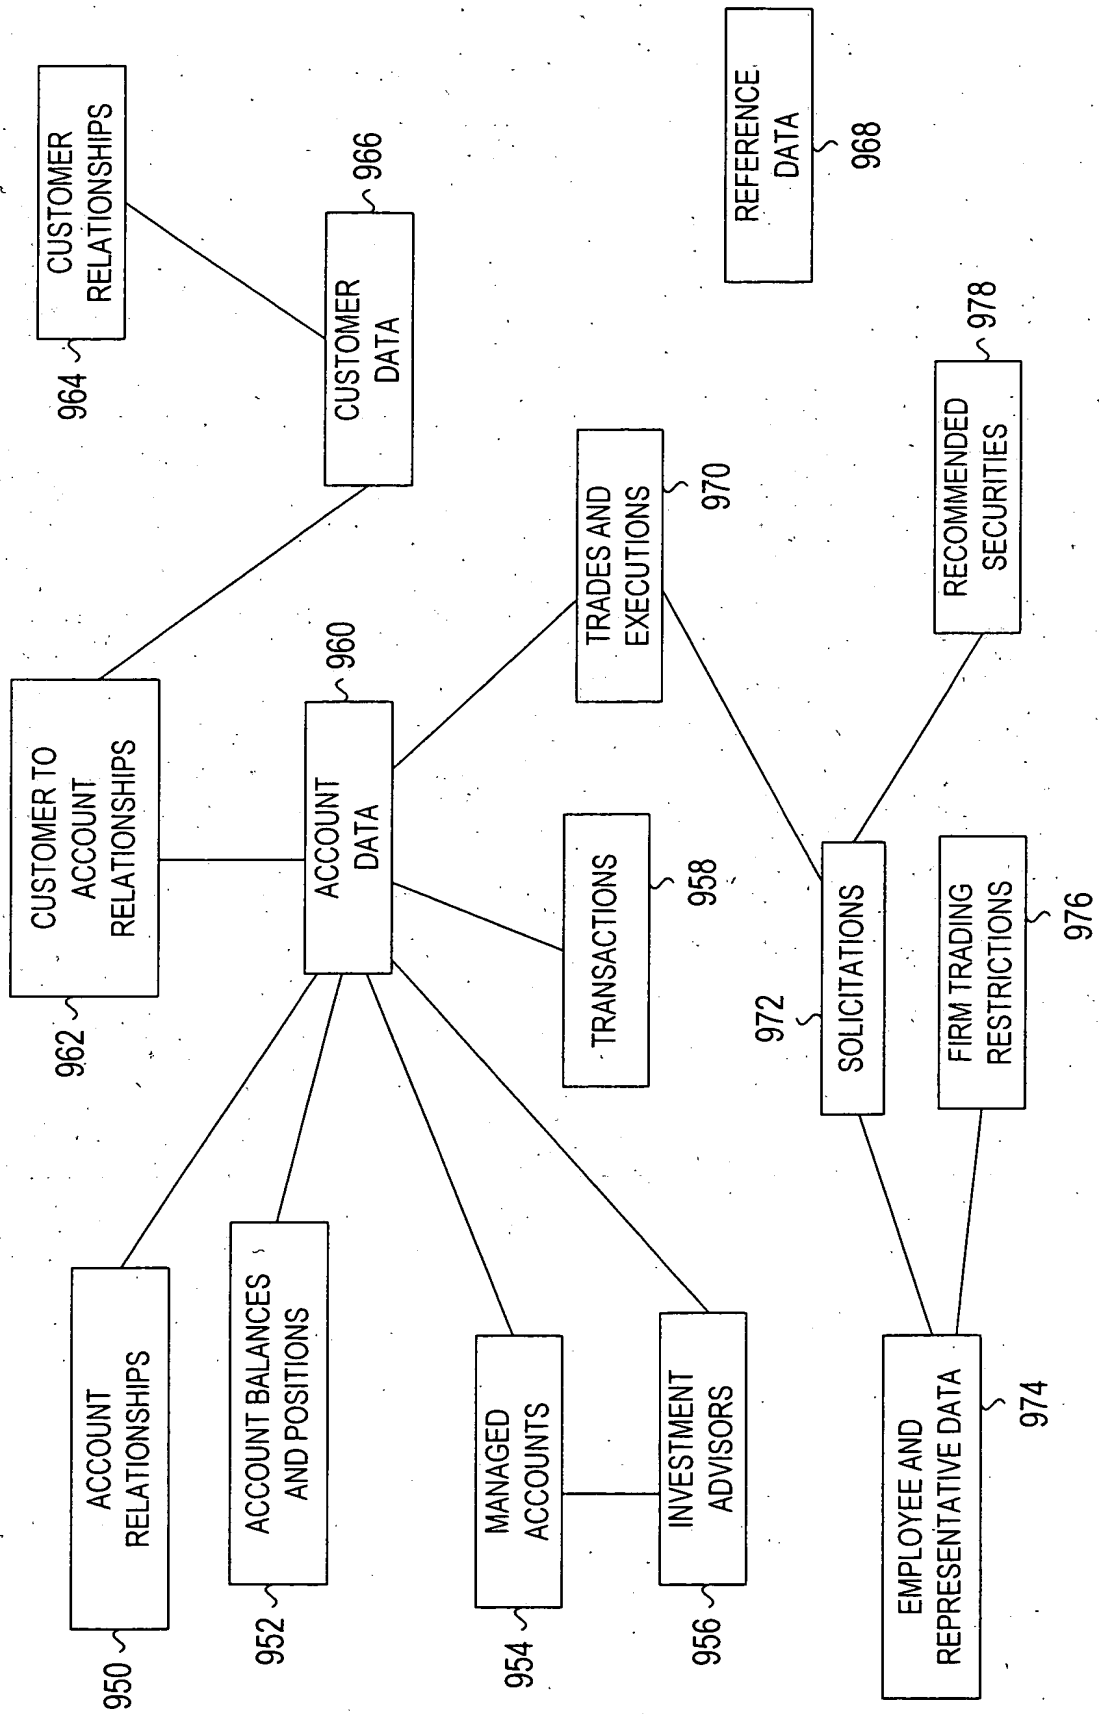 ACCOUNT
RELATIONSHIPS
950
ACCOUNT BALANCES
AND POSITIONS
952
MANAGED
ACCOUNTS
954
INVESTMENT
ADVISORS
956
EMPLOYEE AND
REPRESENTATIVE DATA
974
CUSTOMER TO
ACCOUNT
RELATIONSHIPS
962
ACCOUNT
DATA
960
TRANSACTIONS
958
SOLICITATIONS
972
FIRM TRADING
RESTRICTIONS
976
CUSTOMER
RELATIONSHIPS
964
CUSTOMER
DATA
966
TRADES AND
EXECUTIONS
970
RECOMMENDED
SECURITIES
978
REFERENCE
DATA
968